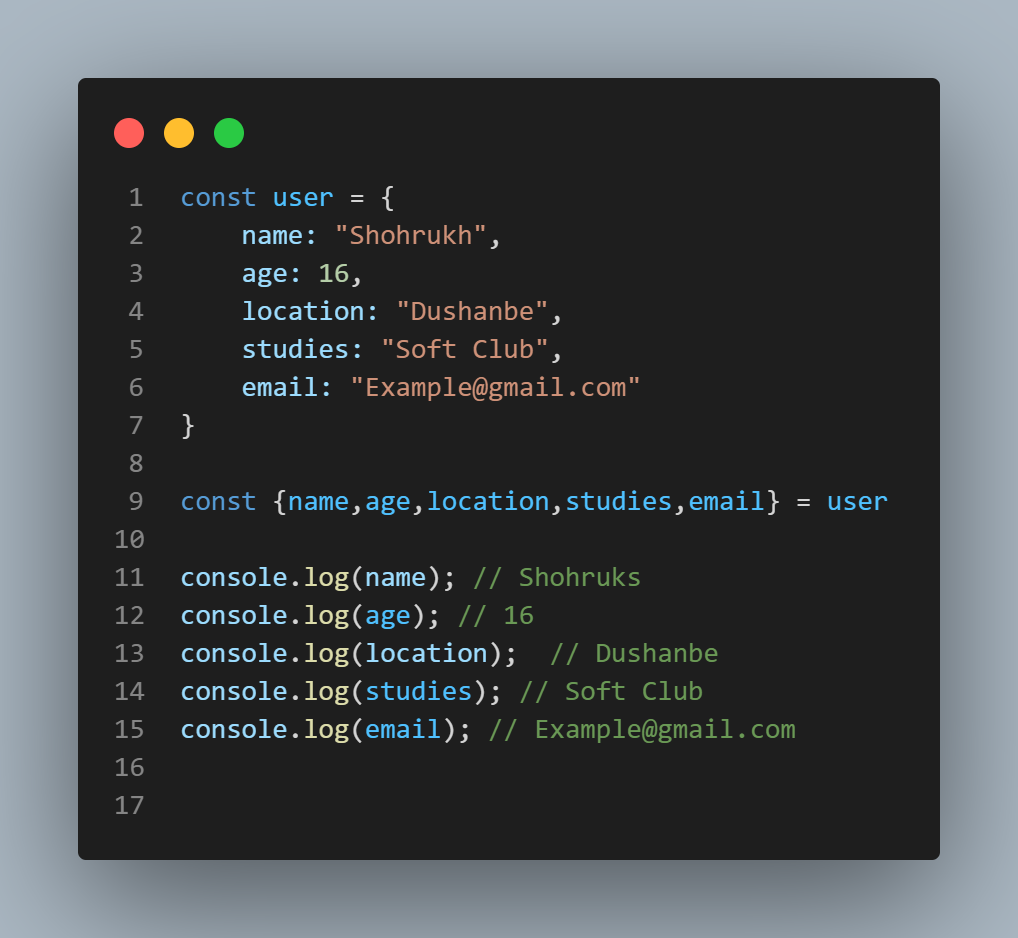 1 const user = {
2     name: "Shohrukh",
3     age: 16,
4     location: "Dushanbe",
5     studies: "Soft Club",
6     email: "Example@gmail.com"
7 }
8
9 const {name,age,location,studies,email} = user
10
11 console.log(name); // Shohruks
12 console.log(age); // 16
13 console.log(location);  // Dushanbe
14 console.log(studies); // Soft Club
15 console.log(email); // Example@gmail.com
16
17